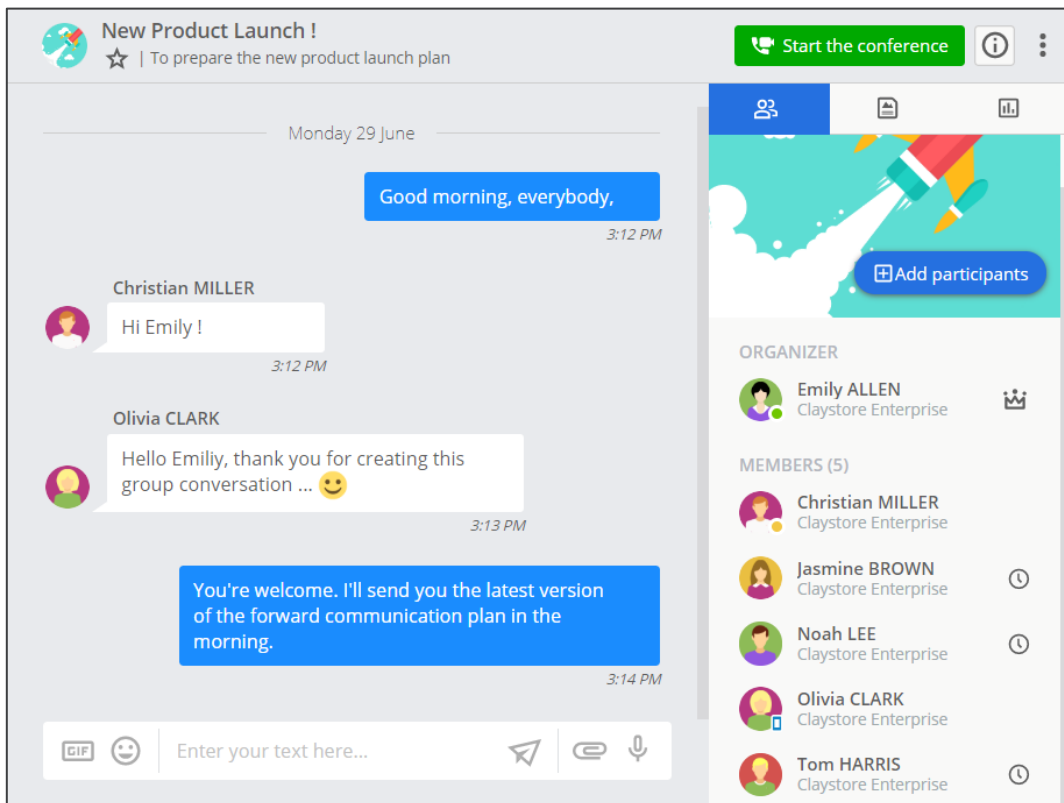 New Product Launch !
| To prepare the new product launch plan
Start the conference
Monday 29 June
Good morning, everybody,
3:12 PM
Christian MILLER
Hi Emily !
3:12 PM
Olivia CLARK
Hello Emiliy, thank you for creating this
group conversation ...
3:13 PM
You're welcome. I'll send you the latest version
of the forward communication plan in the
morning.
3:14 PM
GIF
Enter your text here...
Add participants
ORGANIZER
Emily ALLEN
Claystore Enterprise
MEMBERS (5)
Christian MILLER
Claystore Enterprise
Jasmine BROWN
Claystore Enterprise
Noah LEE
Claystore Enterprise
Olivia CLARK
Claystore Enterprise
Tom HARRIS
Claystore Enterprise